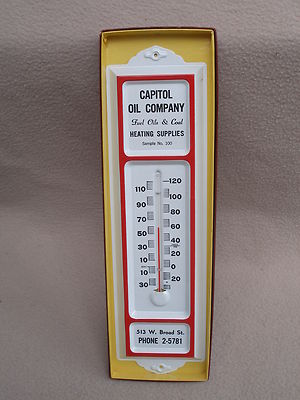 CAPITOL
OIL COMPANY
Fuel Oils & Coal
HEATING SUPPLIES
Sample No. 100
120
110
100
90
80
70
60
50
40
30
20
10
0
10
20
30
513 W. Broad St.
PHONE 2-5781